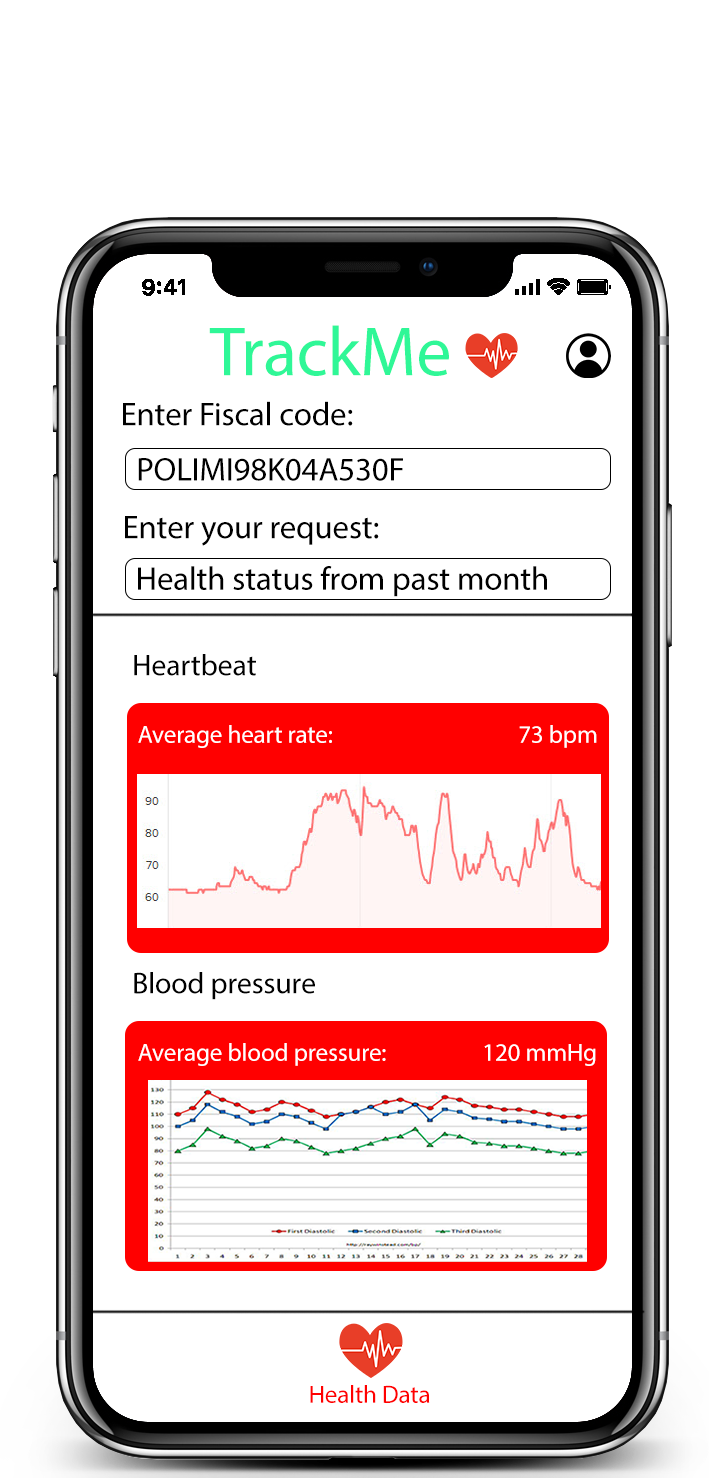 9:41
TrackMe
Enter Fiscal code:
POLIMI98K04A530F
Enter your request:
Health status from past month
Heartbeat
Average heart rate: 73 bpm
90
80
70
60
Blood pressure
Average blood pressure: 120 mmHg
130
120
110
100
90
80
70
60
50
40
30
20
10
0
First Diastolic Second Diastolic Third Diastolic
1 2 3 4 5 6 7 8 9 10 11 12 13 14 15 16 17 18 19 20 21 22 23 24 25 26 27 28
Health Data